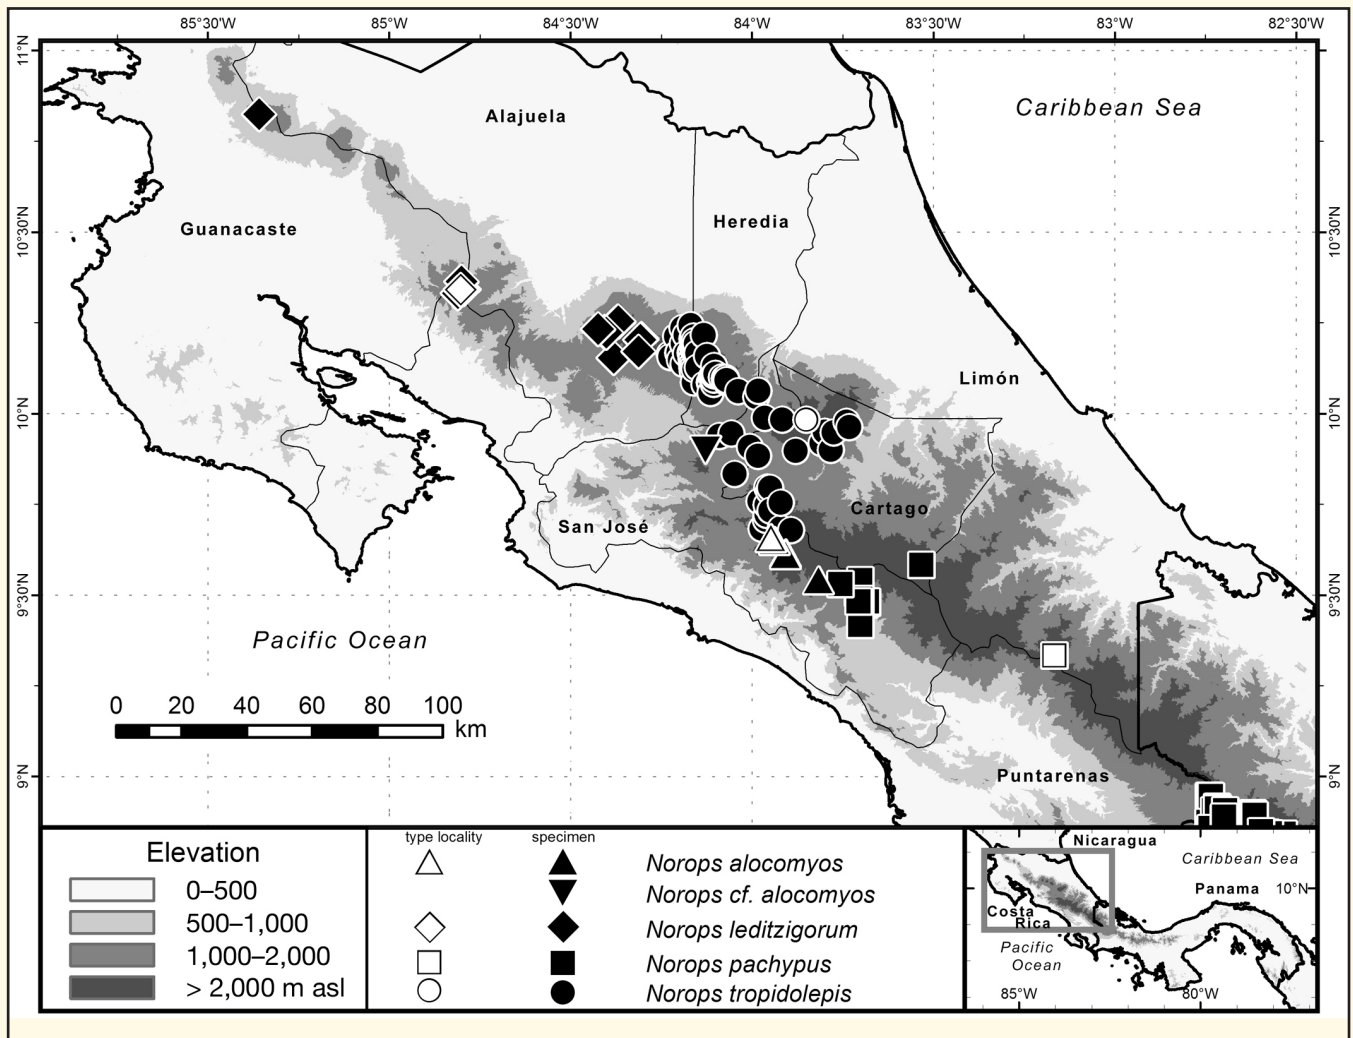 85°30'W 85°W 84°30'W 84°W 83°30'W 83°W 82°30'W
11°N
Caribbean Sea
Alajuela
Heredia
Guanacaste
10°30'N 10°30'N
Limón
10°N 10°N
Cartago
San José
9°30'N 9°30'N
Pacific Ocean
0 20 40 60 80 100
km
Puntarenas
9°N 9°N
Elevation
0–500
500–1,000
1,000–2,000
> 2,000 m asl
type locality specimen
Norops alocomyos
Norops cf. alocomyos
Norops leditzigorum
Norops pachypus
Norops tropidolepis
Nicaragua
Caribbean Sea
Panama 10°N
Costa
Rica
Pacific
Ocean
85°W 80°W